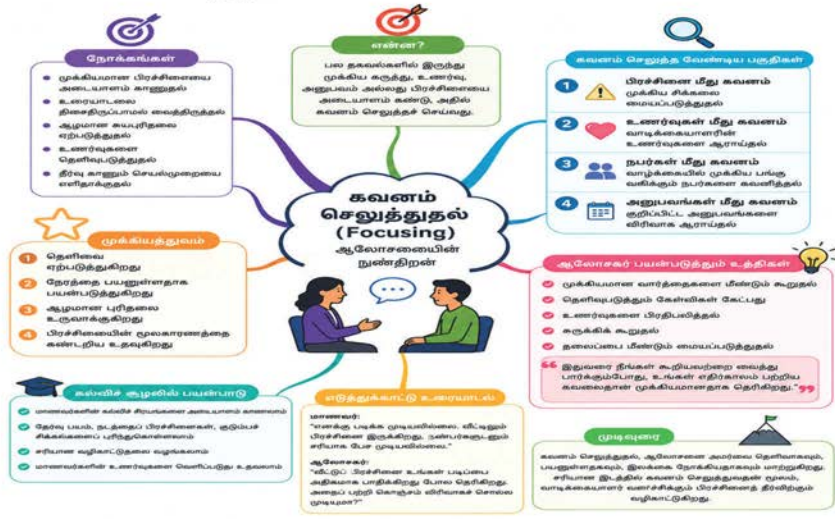 நோக்கங்கள்
முக்கியமான பிரச்சினையை
அடையாளம் காணுதல்
உரையாடலை
திசைதிருப்பாமல் வைத்திருத்தல்
ஆழமான சுயபுரிதலை
ஏற்படுத்துதல்
உணர்வுகளை
தெளிவுபடுத்துதல்
தீர்வு காணும் செயல்முறையை
எளிதாக்குதல்
என்ன?
பல தகவல்களில் இருந்து
முக்கிய கருத்து, உணர்வு,
அனுபவம் அல்லது பிரச்சினையை
அடையாளம் கண்டு, அதில்
கவனம் செலுத்தச் செய்வது.
கவனம் செலுத்த வேண்டிய பகுதிகள்
1 பிரச்சினை மீது கவனம்
முக்கிய சிக்கலை
மையப்படுத்துதல்
2 உணர்வுகள் மீது கவனம்
வாடிக்கையாளரின்
உணர்வுகளை ஆராய்தல்
3 நபர்கள் மீது கவனம்
வாழ்க்கையில் முக்கிய பங்கு
வகிக்கும் நபர்களை கவனித்தல்
4 அனுபவங்கள் மீது கவனம்
குறிப்பிட்ட அனுபவங்களை
விரிவாக ஆராய்தல்
கவனம்
செலுத்துதல்
(Focusing)
ஆலோசனையின்
நுண்திறன்
முக்கியத்துவம்
1 தெளிவை
ஏற்படுத்துகிறது
2 நேரத்தை பயனுள்ளதாக
பயன்படுத்துகிறது
3 ஆழமான புரிதலை
உருவாக்குகிறது
4 பிரச்சினையின் மூலகாரணத்தை
கண்டறிய உதவுகிறது
ஆலோசகர் பயன்படுத்தும் உத்திகள்
முக்கியமான வார்த்தைகளை மீண்டும் கூறுதல்
தெளிவுபடுத்தும் கேள்விகள் கேட்பது
உணர்வுகளை பிரதிபலித்தல்
சுருக்கிக் கூறுதல்
தலைப்பை மீண்டும் மையப்படுத்துதல்
“இதுவரை நீங்கள் கூறியவற்றை வைத்து
பார்க்கும்போது, உங்கள் எதிர்காலம் பற்றிய
கவலைதான் முக்கியமானதாக தெரிகிறது.”
கல்விச் சூழலில் பயன்பாடு
மாணவர்களின் கல்விச் சிரமங்களை அடையாளம் காணலாம்
தேர்வு பயம், நடத்தைப் பிரச்சினைகள், குடும்பச்
சிக்கல்களைப் புரிந்துகொள்ளலாம்
சரியான வழிகாட்டுதலை வழங்கலாம்
மாணவர்களின் உணர்வுகளை வெளிப்படுத்து உதவலாம்
எடுத்துக்காட்டு உரையாடல்
மாணவர்:
“எனக்கு படிக்க முடியவில்லை. வீட்டிலும்
பிரச்சினை இருக்கிறது, நண்பர்களுடனும்
சரியாக பேச முடியவில்லை.”
ஆலோசகர்:
“வீட்டுப் பிரச்சினை உங்கள் படிப்பை
அதிகமாக பாதிக்கிறது போல தெரிகிறது.
அதைப் பற்றி கொஞ்சம் விரிவாகச் சொல்ல
முடியுமா?”
முடிவுரை
கவனம் செலுத்துதல், ஆலோசனை அமர்வை தெளிவாகவும்,
பயனுள்ளதாகவும், இலக்கை நோக்கியதாகவும் மாற்றுகிறது.
சரியான இடத்தில் கவனம் செலுத்துவதன் மூலம்,
வாடிக்கையாளர் வளர்ச்சிக்கும் பிரச்சினைத் தீர்விற்கும்
வழிகாட்டுகிறது.